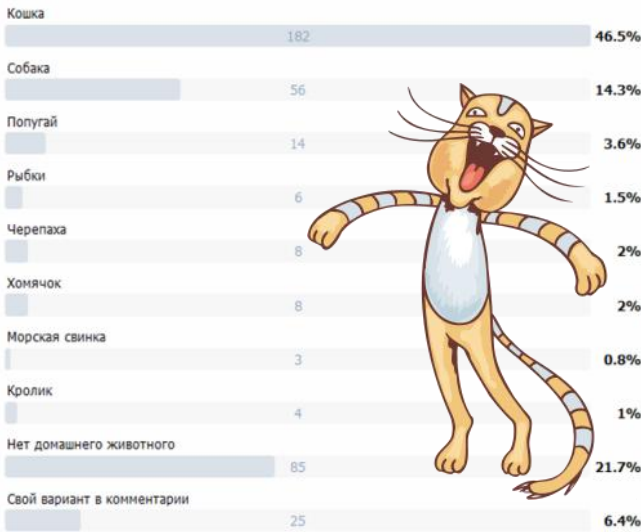 Кошка
182 46.5%
Собака
56 14.3%
Попугай
14 3.6%
Рыбки
6 1.5%
Черепаха
8 2%
Хомячок
8 2%
Морская свинка
3 0.8%
Кролик
4 1%
Нет домашнего животного
85 21.7%
Свой вариант в комментарии
25 6.4%